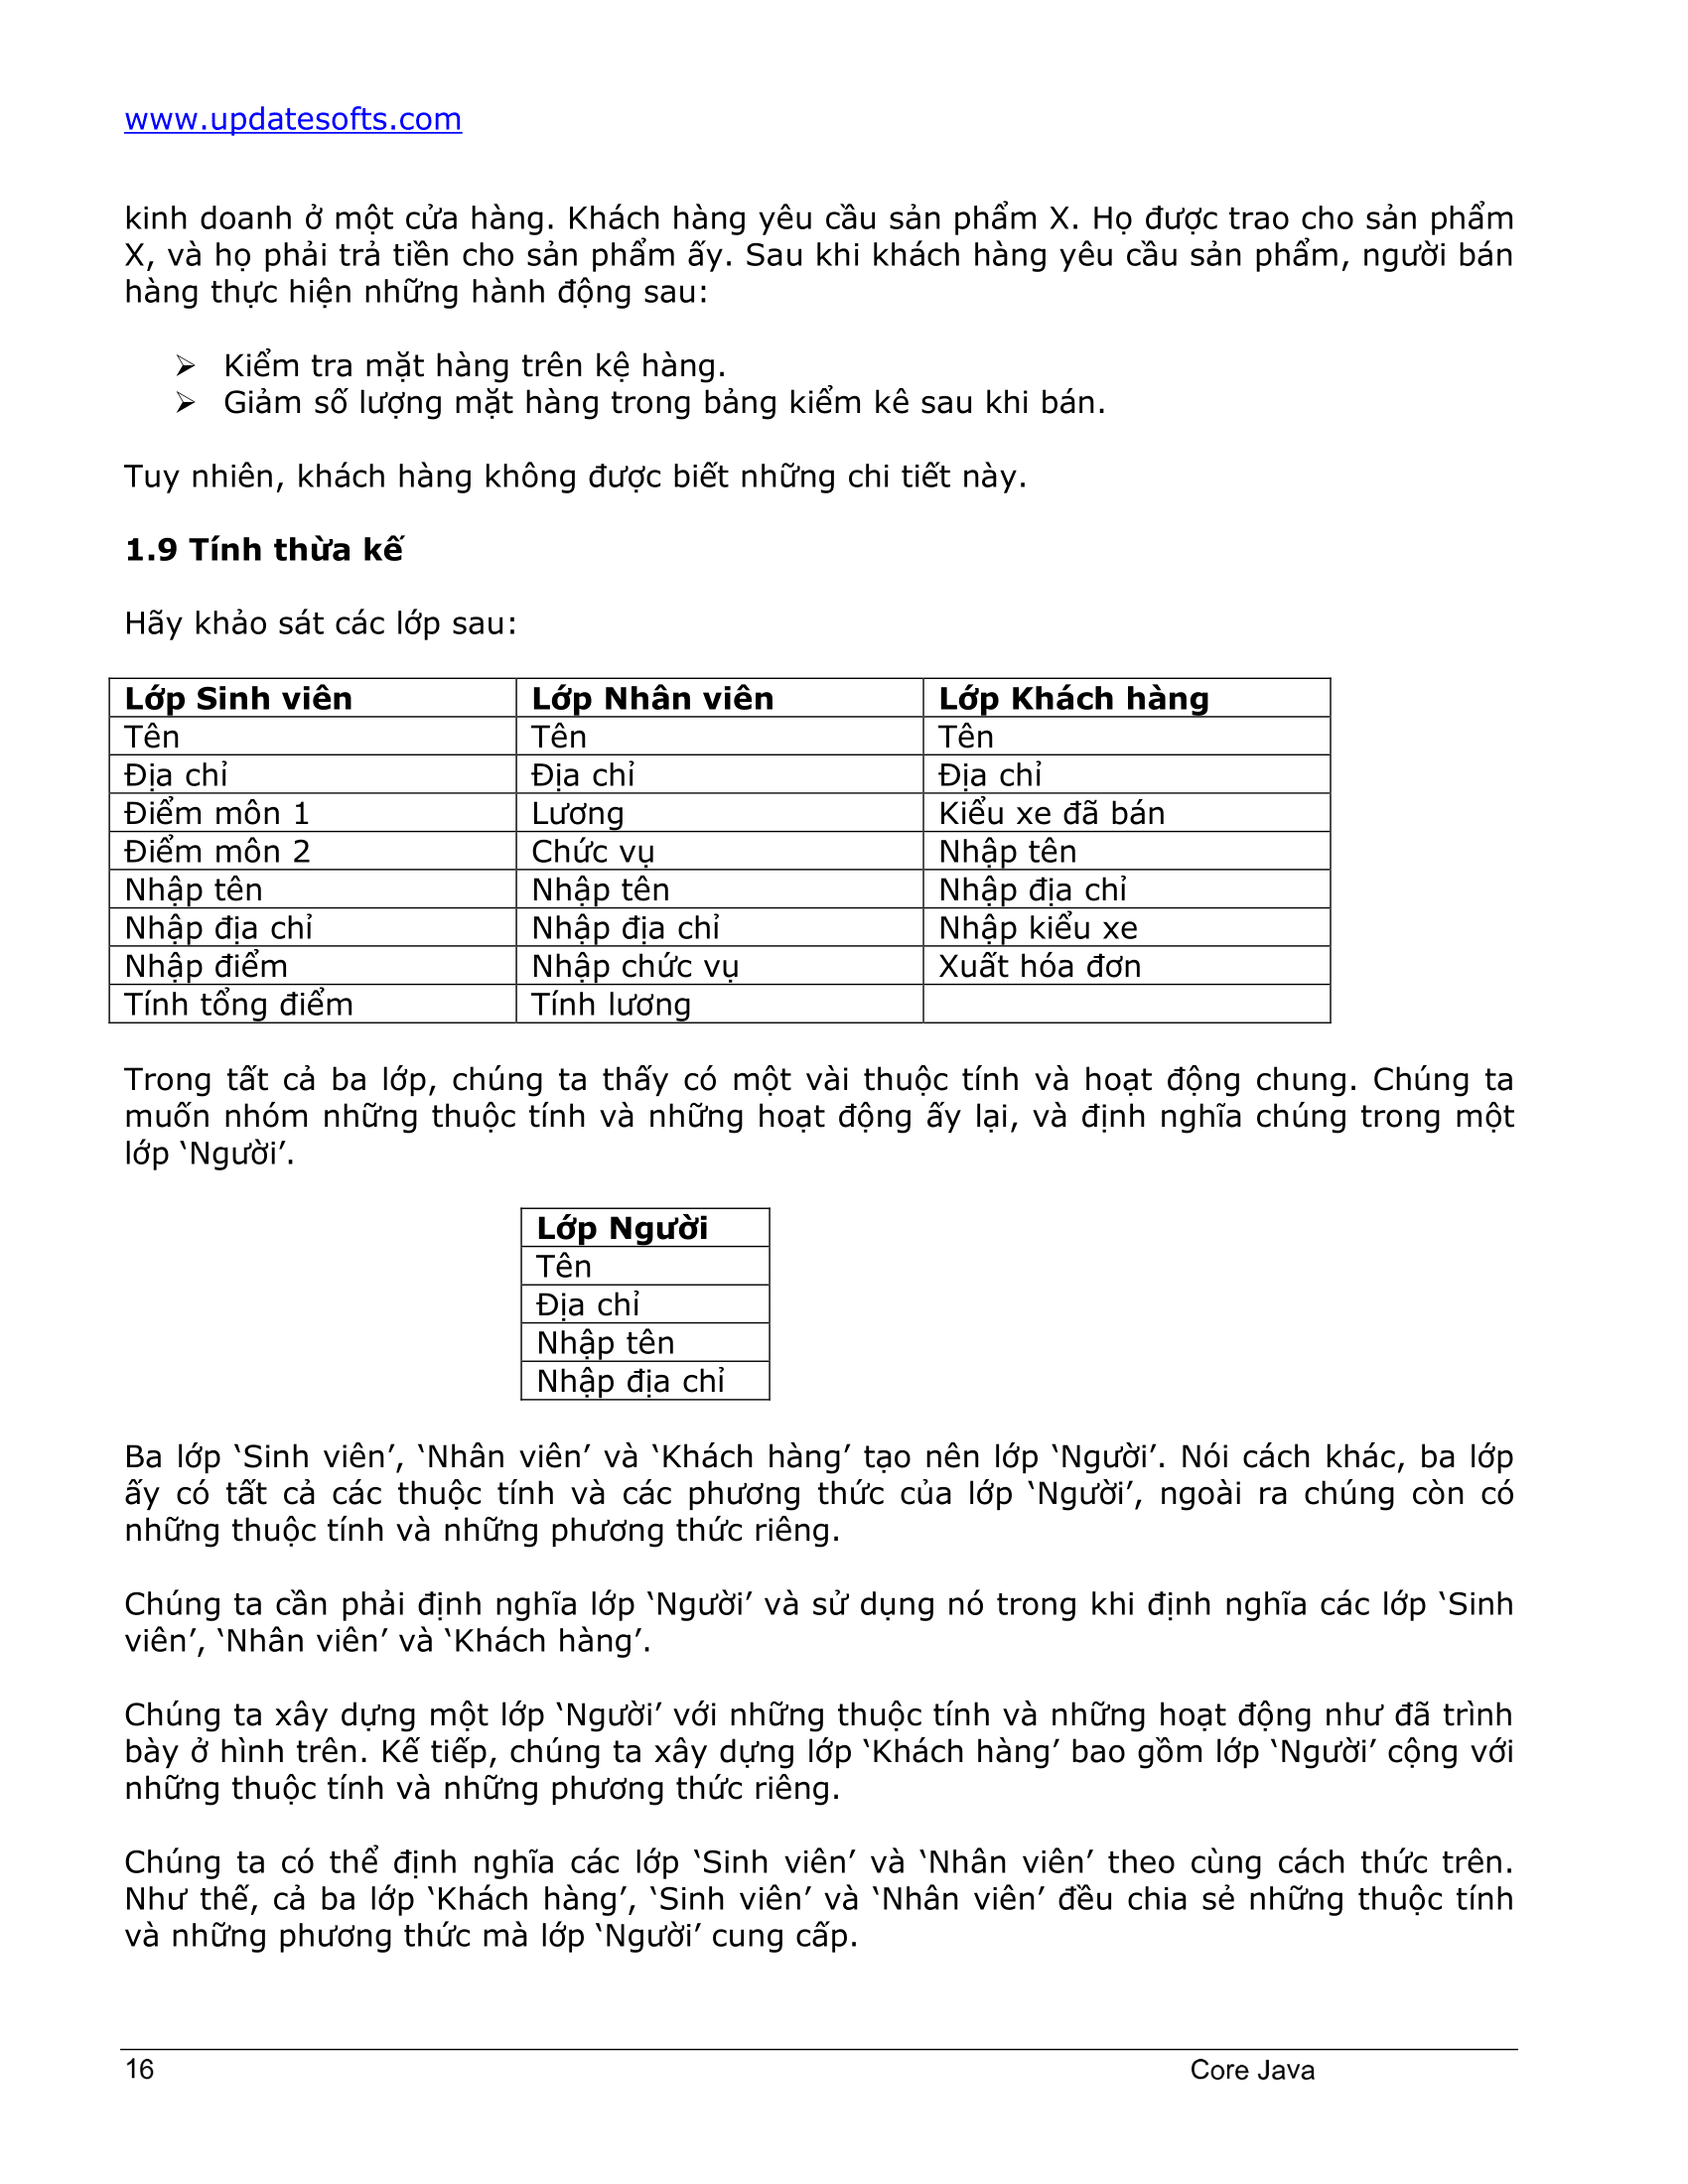 www.updatesofts.com
kinh doanh ở một cửa hàng. Khách hàng yêu cầu sản phẩm X. Họ được trao cho sản phẩm
X, và họ phải trả tiền cho sản phẩm ấy. Sau khi khách hàng yêu cầu sản phẩm, người bán
hàng thực hiện những hành động sau:
➢ Kiểm tra mặt hàng trên kệ hàng.
➢ Giảm số lượng mặt hàng trong bảng kiểm kê sau khi bán.
Tuy nhiên, khách hàng không được biết những chi tiết này.
1.9 Tính thừa kế
Hãy khảo sát các lớp sau:
Lớp Sinh viên Lớp Nhân viên Lớp Khách hàng
Tên Tên Tên
Địa chỉ Địa chỉ Địa chỉ
Điểm môn 1 Lương Kiểu xe đã bán
Điểm môn 2 Chức vụ Nhập tên
Nhập tên Nhập tên Nhập địa chỉ
Nhập địa chỉ Nhập địa chỉ Nhập kiểu xe
Nhập điểm Nhập chức vụ Xuất hóa đơn
Tính tổng điểm Tính lương
Trong tất cả ba lớp, chúng ta thấy có một vài thuộc tính và hoạt động chung. Chúng ta
muốn nhóm những thuộc tính và những hoạt động ấy lại, và định nghĩa chúng trong một
lớp ‘Người’.
Lớp Người
Tên
Địa chỉ
Nhập tên
Nhập địa chỉ
Ba lớp ‘Sinh viên’, ‘Nhân viên’ và ‘Khách hàng’ tạo nên lớp ‘Người’. Nói cách khác, ba lớp
ấy có tất cả các thuộc tính và các phương thức của lớp ‘Người’, ngoài ra chúng còn có
những thuộc tính và những phương thức riêng.
Chúng ta cần phải định nghĩa lớp ‘Người’ và sử dụng nó trong khi định nghĩa các lớp ‘Sinh
viên’, ‘Nhân viên’ và ‘Khách hàng’.
Chúng ta xây dựng một lớp ‘Người’ với những thuộc tính và những hoạt động như đã trình
bày ở hình trên. Kế tiếp, chúng ta xây dựng lớp ‘Khách hàng’ bao gồm lớp ‘Người’ cộng với
những thuộc tính và những phương thức riêng.
Chúng ta có thể định nghĩa các lớp ‘Sinh viên’ và ‘Nhân viên’ theo cùng cách thức trên.
Như thế, cả ba lớp ‘Khách hàng’, ‘Sinh viên’ và ‘Nhân viên’ đều chia sẻ những thuộc tính
và những phương thức mà lớp ‘Người’ cung cấp.
16 Core Java